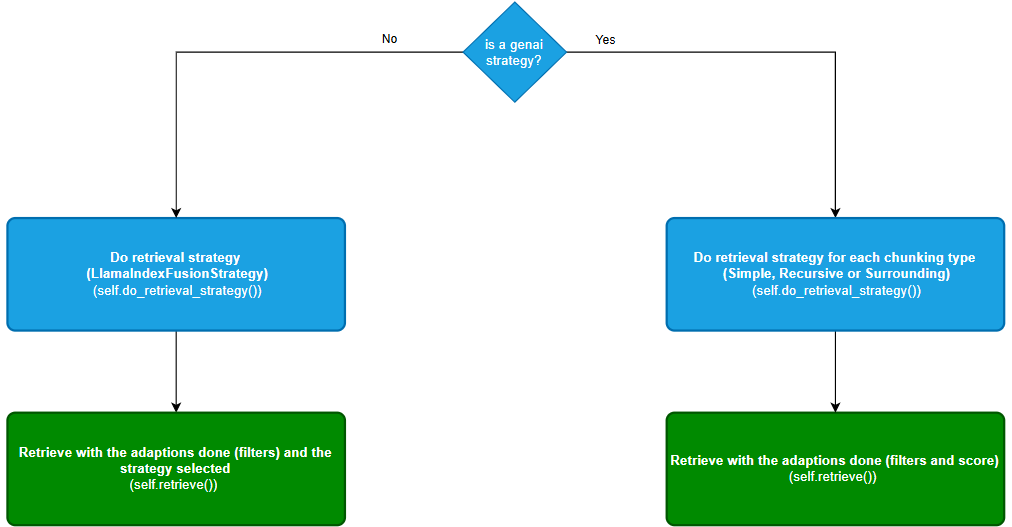 is a genai
strategy?
No
Yes
Do retrieval strategy
(LlamaIndexFusionStrategy)
(self.do_retrieval_strategy())
Do retrieval strategy for each chunking type
(Simple, Recursive or Surrounding)
(self.do_retrieval_strategy())
Retrieve with the adaptions done (filters) and the
strategy selected
(self.retrieve())
Retrieve with the adaptions done (filters and score)
(self.retrieve())